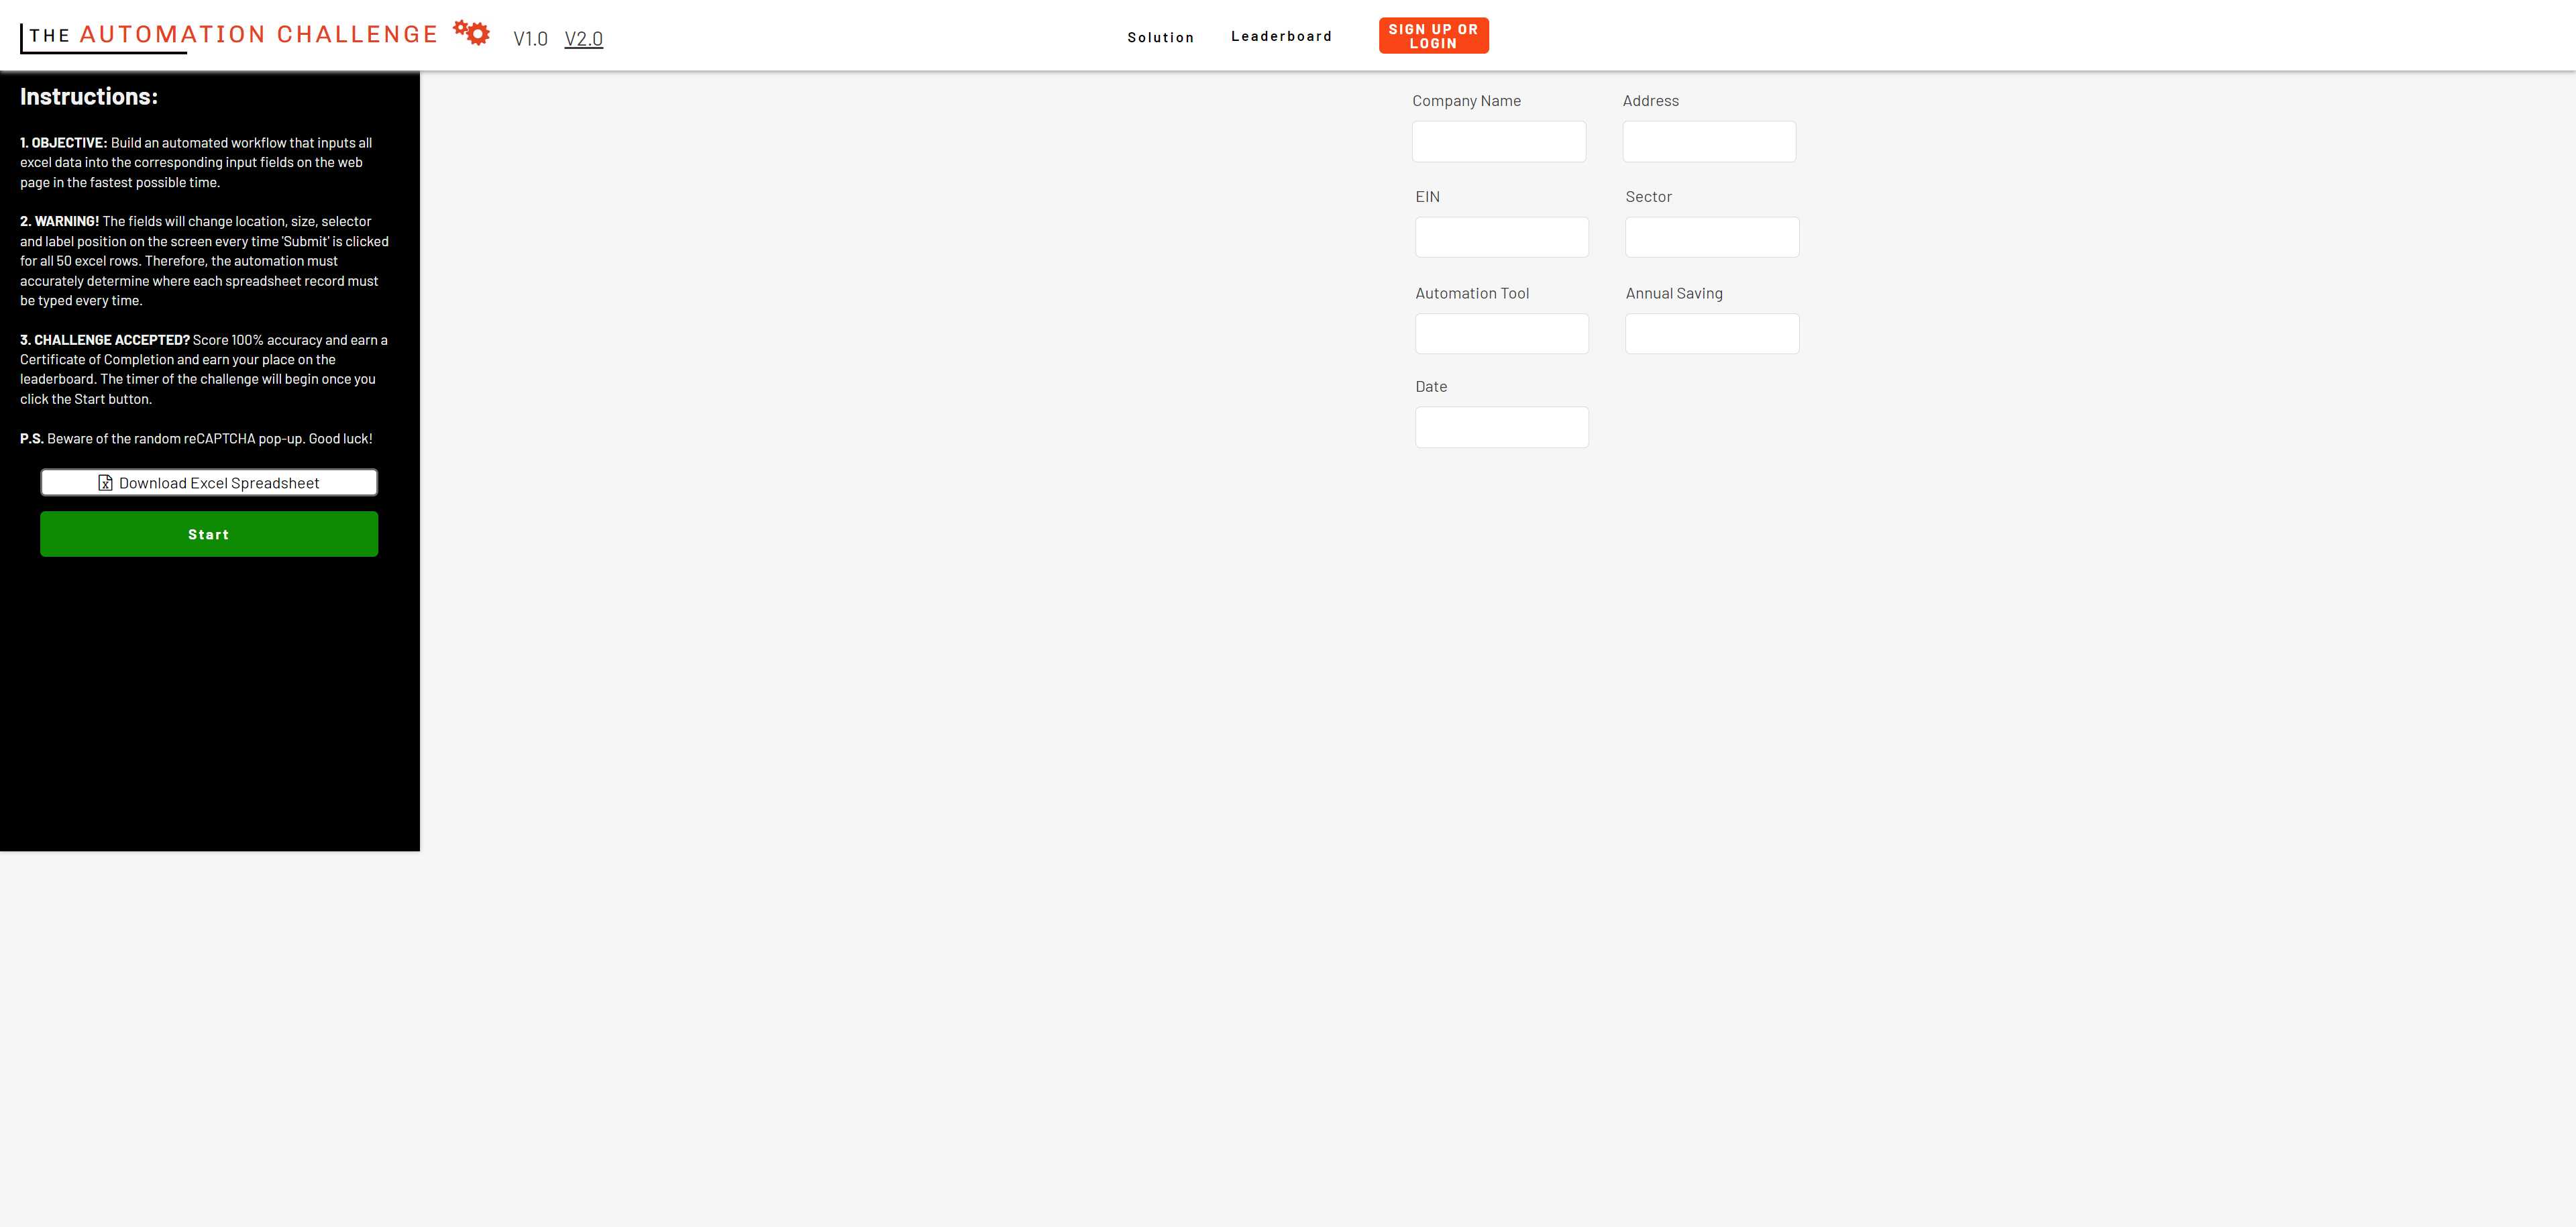 THE AUTOMATION CHALLENGE V1.0 V2.0 Solution Leaderboard SIGN UP OR
LOGIN
Instructions:
1. OBJECTIVE: Build an automated workflow that inputs all
excel data into the corresponding input fields on the web
page in the fastest possible time.
2. WARNING! The fields will change location, size, selector
and label position on the screen every time 'Submit' is clicked
for all 50 excel rows. Therefore, the automation must
accurately determine where each spreadsheet record must
be typed every time.
3. CHALLENGE ACCEPTED? Score 100% accuracy and earn a
Certificate of Completion and earn your place on the
leaderboard. The timer of the challenge will begin once you
click the Start button.
P.S. Beware of the random reCAPTCHA pop-up. Good luck!
Download Excel Spreadsheet
Start
Company Name Address
EIN Sector
Automation Tool Annual Saving
Date